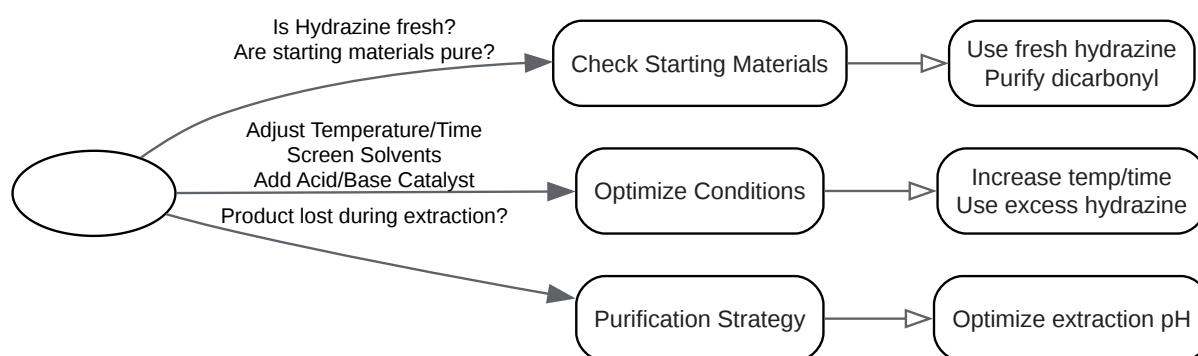 Is Hydrazine fresh?
Are starting materials pure?
Check Starting Materials
Use fresh hydrazine
Purify dicarbonyl
Adjust Temperature/Time
Screen Solvents
Add Acid/Base Catalyst
Optimize Conditions
Increase temp/time
Use excess hydrazine
Product lost during extraction?
Purification Strategy
Optimize extraction pH